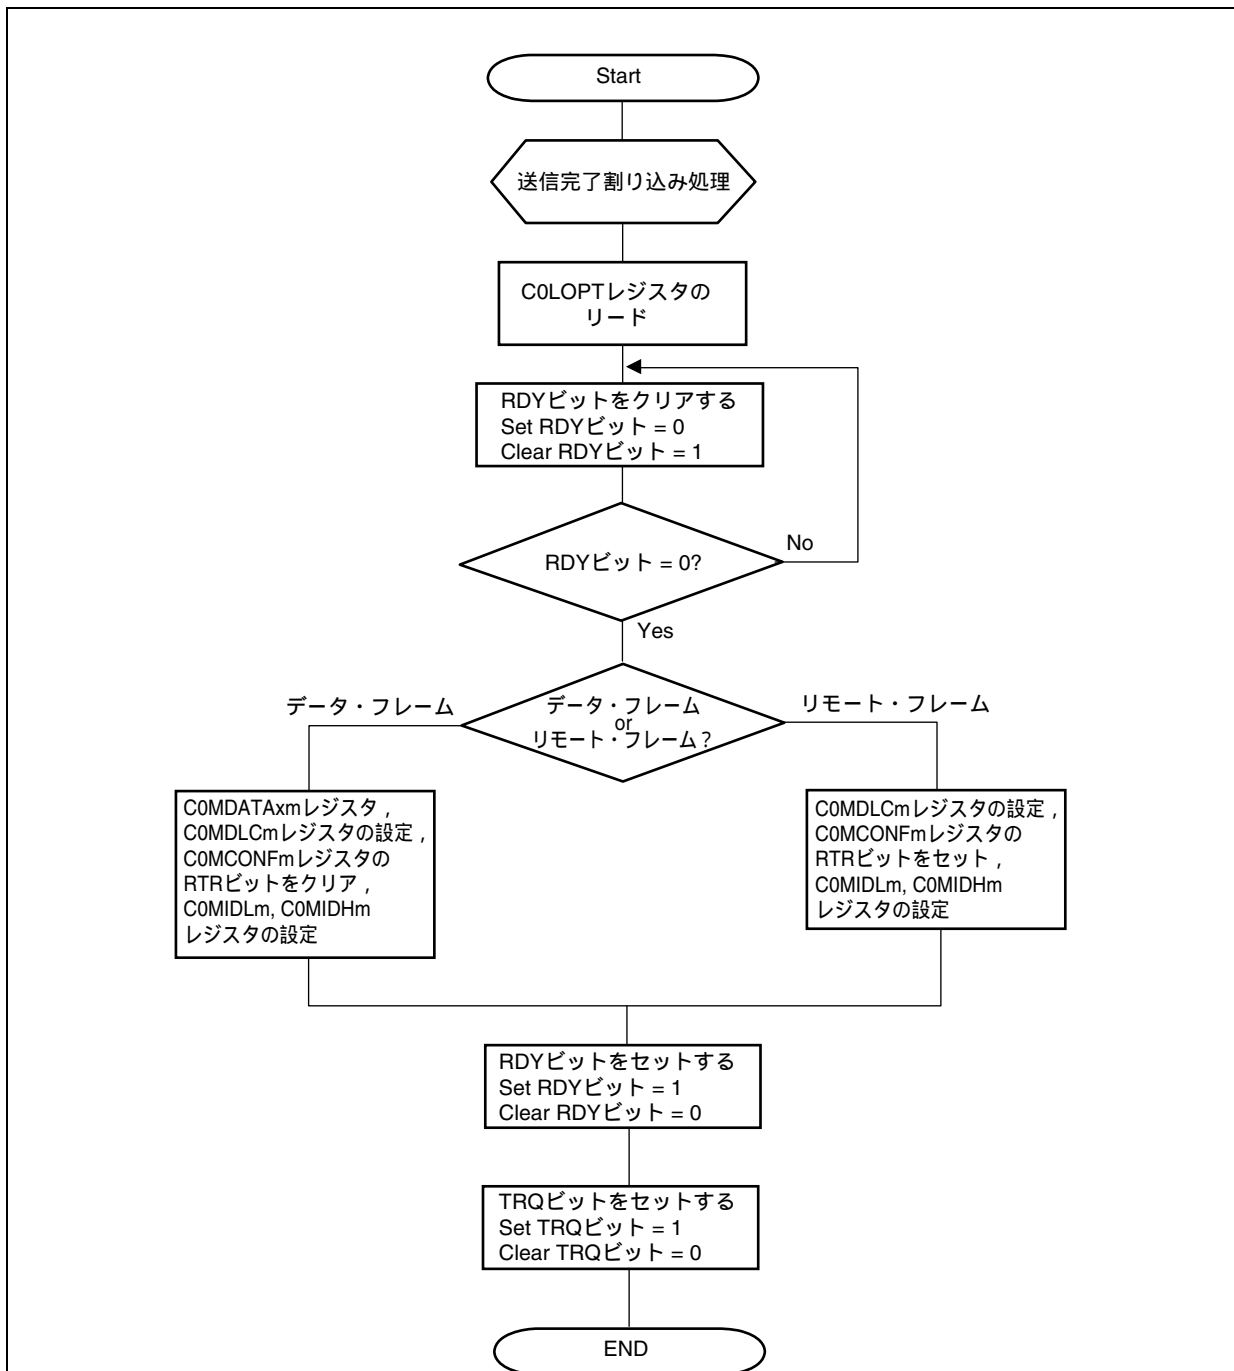 Start
送信完了割り込み処理
C0LOPTレジスタの
リード
RDYビットをクリアする
Set RDYビット = 0
Clear RDYビット = 1
RDYビット = 0?
No
Yes
データ・フレーム
データ・フレーム
or
リモート・フレーム？
リモート・フレーム
C0MDATAxmレジスタ，
C0MDLCmレジスタの設定，
C0MCONFmレジスタの
RTRビットをクリア，
C0MIDLm, C0MIDHm
レジスタの設定
C0MDLCmレジスタの設定，
C0MCONFmレジスタの
RTRビットをセット，
C0MIDLm, C0MIDHm
レジスタの設定
RDYビットをセットする
Set RDYビット = 1
Clear RDYビット = 0
TRQビットをセットする
Set TRQビット = 1
Clear TRQビット = 0
END